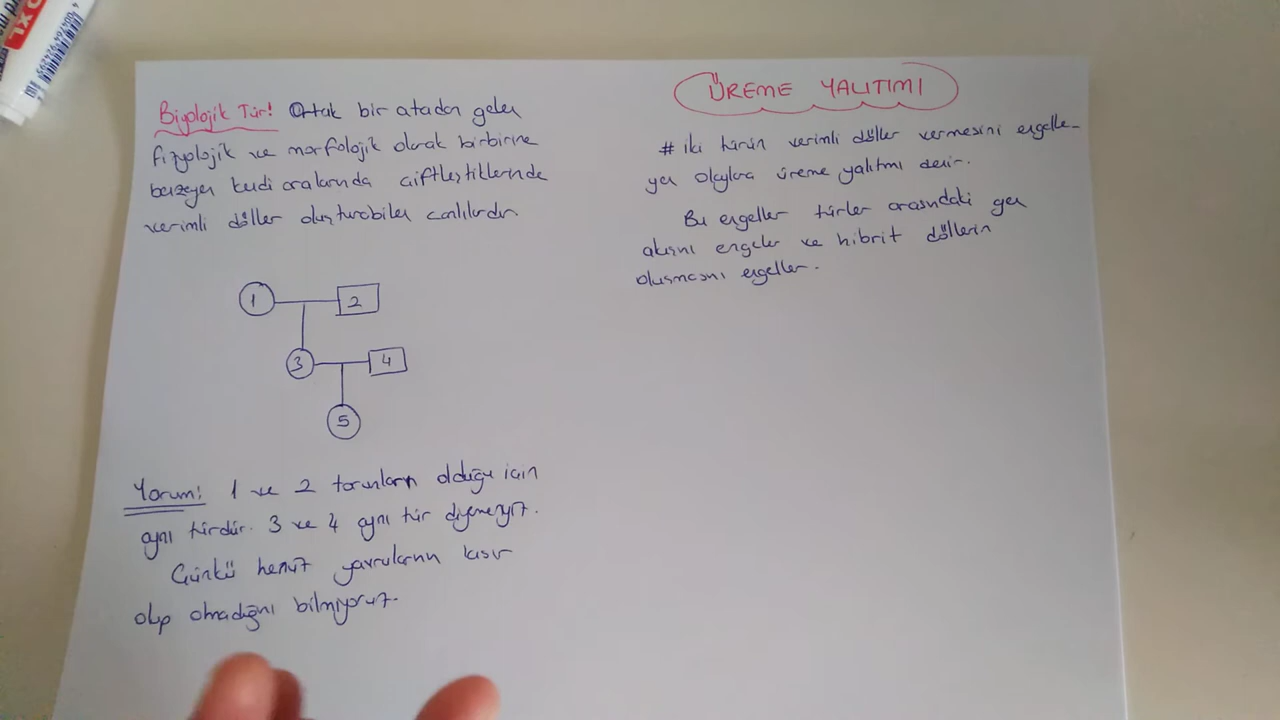 Biyolojik Tür! Ortak bir atadan gelen
fizyolojik ve morfolojik olarak birbirine
benzeyen kendi aralarında çiftleştiklerinde
verimli döller oluşturabilen canlılardır.
1
2
3
4
5
Yorum! 1 ve 2 torunların olduğu için
aynı türdür. 3 ve 4 aynı tür diyemeyiz.
Çünkü henüz yavrularının kısır
olup olmadığını bilmiyoruz.
ÜREME YALITIMI
# iki türün verimli döller vermesini engelle-
yen olaylara üreme yalıtımı denir.
Bu engeller türler arasındaki gen
akışını engeller ve hibrit döllerin
oluşmasını engeller.
XL